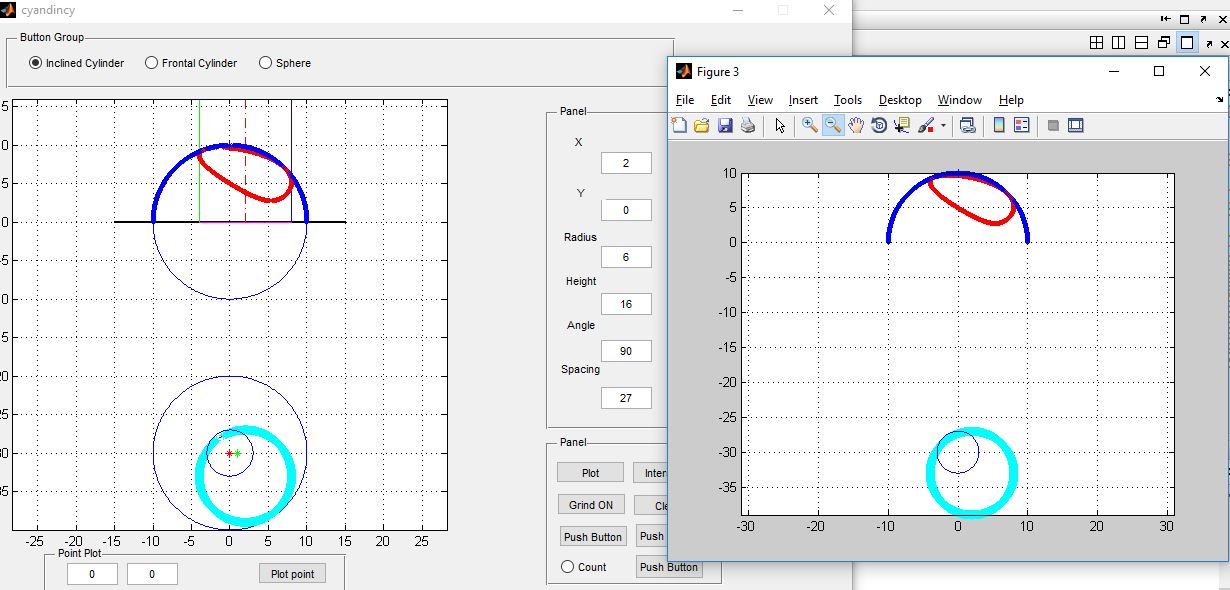 cyandincy
Button Group
Inclined Cylinder
Frontal Cylinder
Sphere
5
0
5
0
-5
0
5
0
5
0
35
-25
-20
-15
-10
-5
0
5
10
15
20
25
Point Plot
0
0
Plot point
Panel
X
2
Y
0
Radius
6
Height
16
Angle
90
Spacing
27
Panel
Plot
Inter
Grind ON
Cle
Push Button
Push
Count
Push Button
Figure 3
File Edit View Insert Tools Desktop Window Help
10
5
0
-5
-10
-15
-20
-25
-30
-35
-30
-20
-10
0
10
20
30